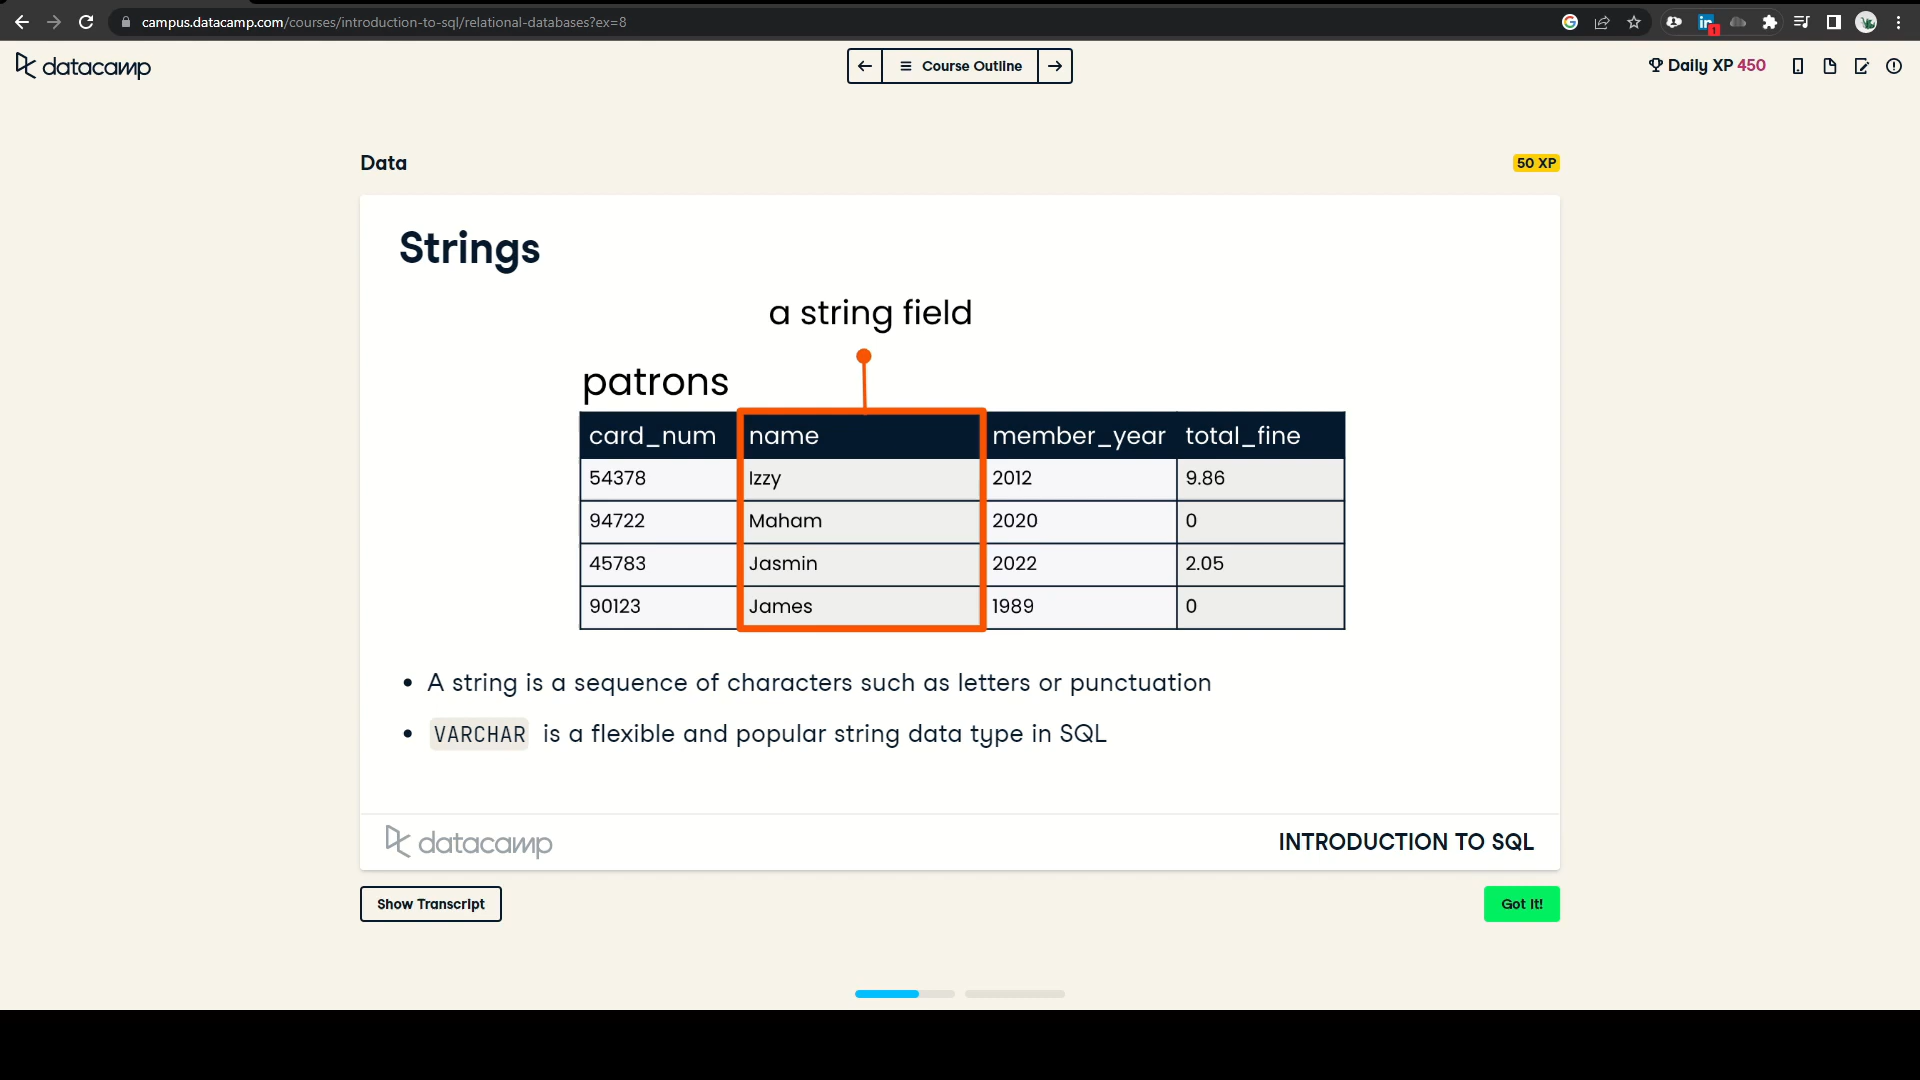 campus.datacamp.com/courses/introduction-to-sql/relational-databases?ex=8
1
datacamp
Course Outline
Daily XP 450
Data
50 XP
Strings
a string field
patrons
card_num name member_year total_fine
54378 Izzy 2012 9.86
94722 Maham 2020 0
45783 Jasmin 2022 2.05
90123 James 1989 0
• A string is a sequence of characters such as letters or punctuation
• VARCHAR is a flexible and popular string data type in SQL
datacamp
INTRODUCTION TO SQL
Show Transcript
Got It!